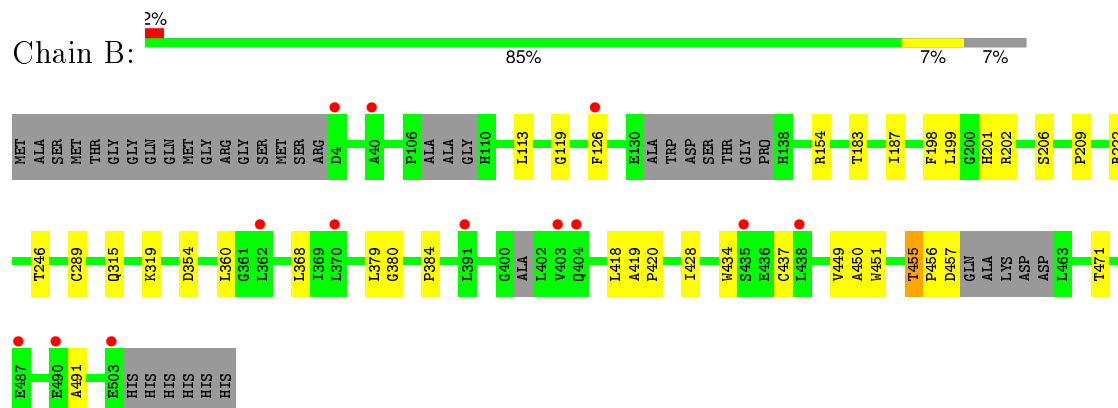 2%
Chain B:
85% 7% 7%
MET ALA SER MET THR GLY GLY GLN GLN MET GLY ARG GLY SER MET SER ARG D4 A40 P106 ALA ALA GLY H110 L113 G119 F126 E130 ALA TRP ASP SER THR GLY PRO H138 R154 T183 I187 F198 L199 G200 H201 R202 S206 P209
T246 C289 Q315 K319 D354 L360 G361 L362 L368 I369 L370 L379 G380 P384 L391 G400 ALA L402 V403 Q404 L418 A419 P420 I428 W434 S435 E436 C437 L438 V449 A450 W451 T455 P456 D457 GLN ALA LYS ASP ASP L463 T471
E487 E490 A491 E503 HIS HIS HIS HIS HIS HIS